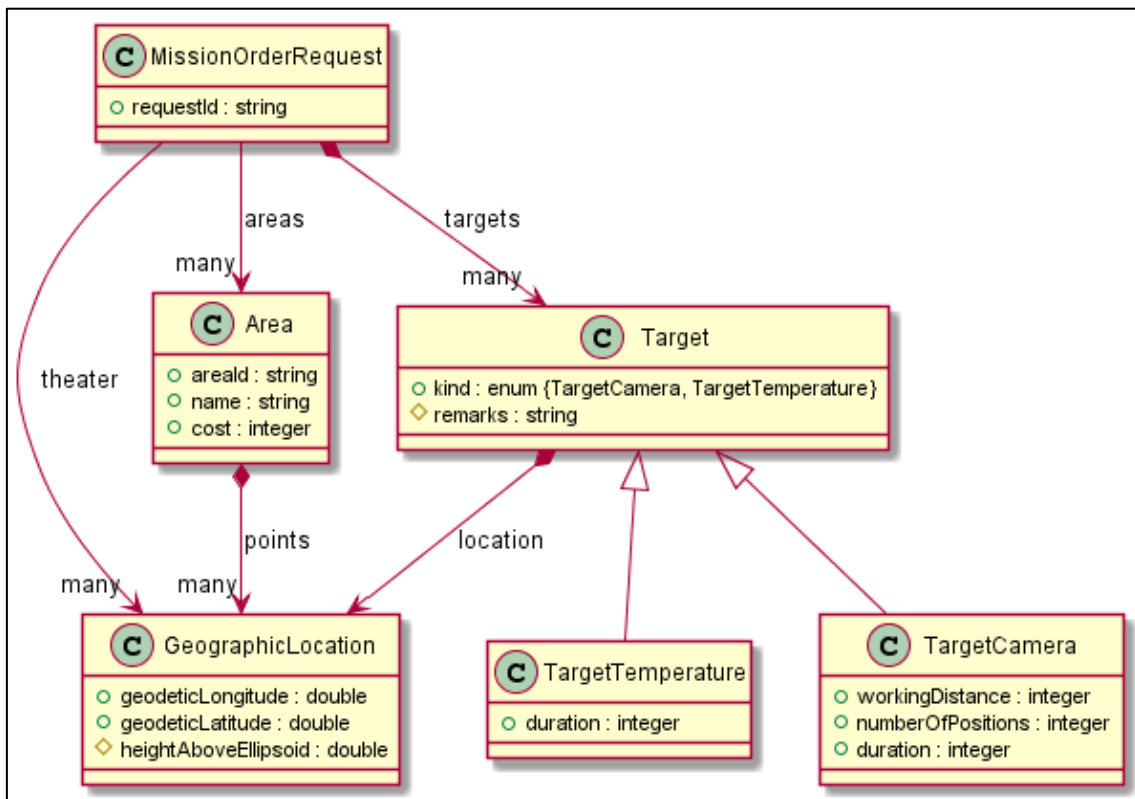 C MissionOrderRequest
requestId : string
areas
targets
many
many
C Area
areaId : string
name : string
cost : integer
C Target
kind : enum {TargetCamera, TargetTemperature}
remarks : string
theater
points
location
many
many
C GeographicLocation
geodeticLongitude : double
geodeticLatitude : double
heightAboveEllipsoid : double
C TargetTemperature
duration : integer
C TargetCamera
workingDistance : integer
numberOfPositions : integer
duration : integer